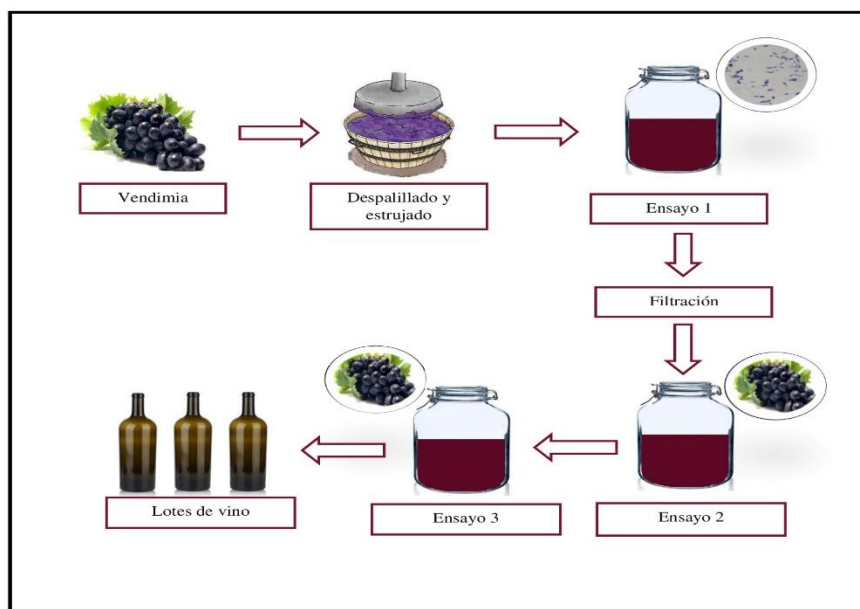 Vendimia
Despalillado y
estrujado
Ensayo 1
Filtración
Ensayo 2
Ensayo 3
Lotes de vino